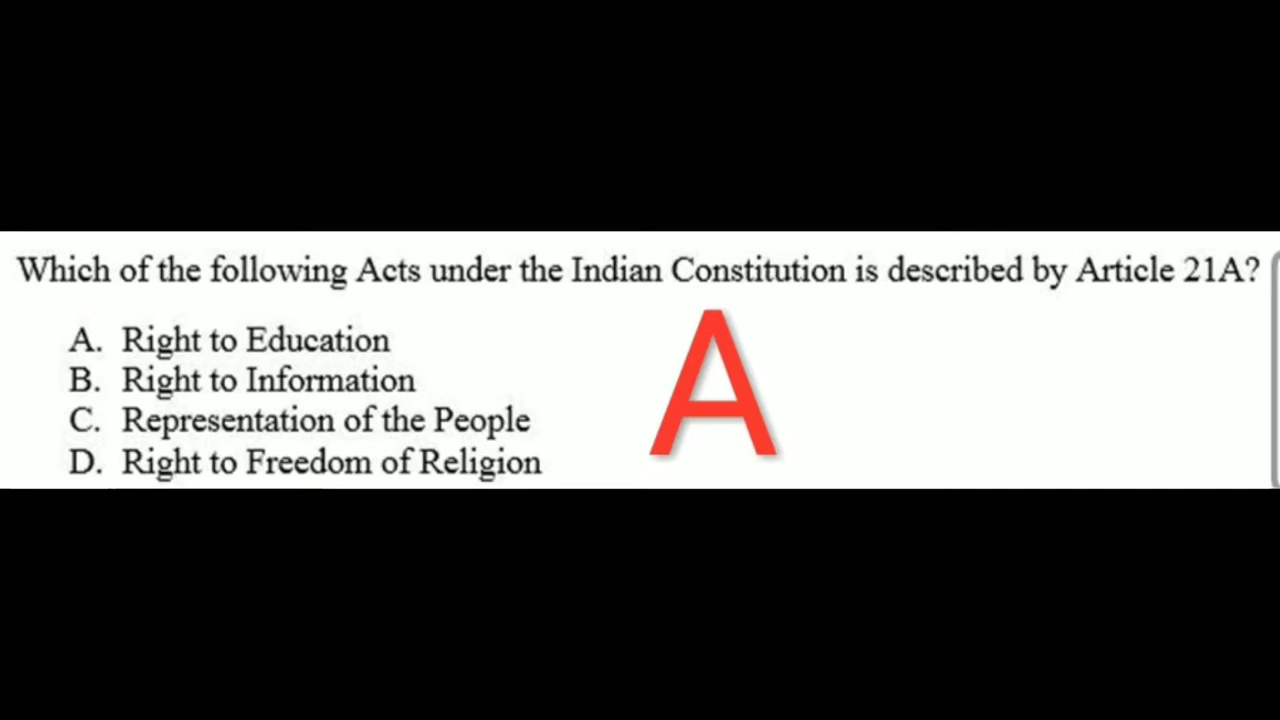 Which of the following Acts under the Indian Constitution is described by Article 21A?
A. Right to Education
B. Right to Information
C. Representation of the People
D. Right to Freedom of Religion
A